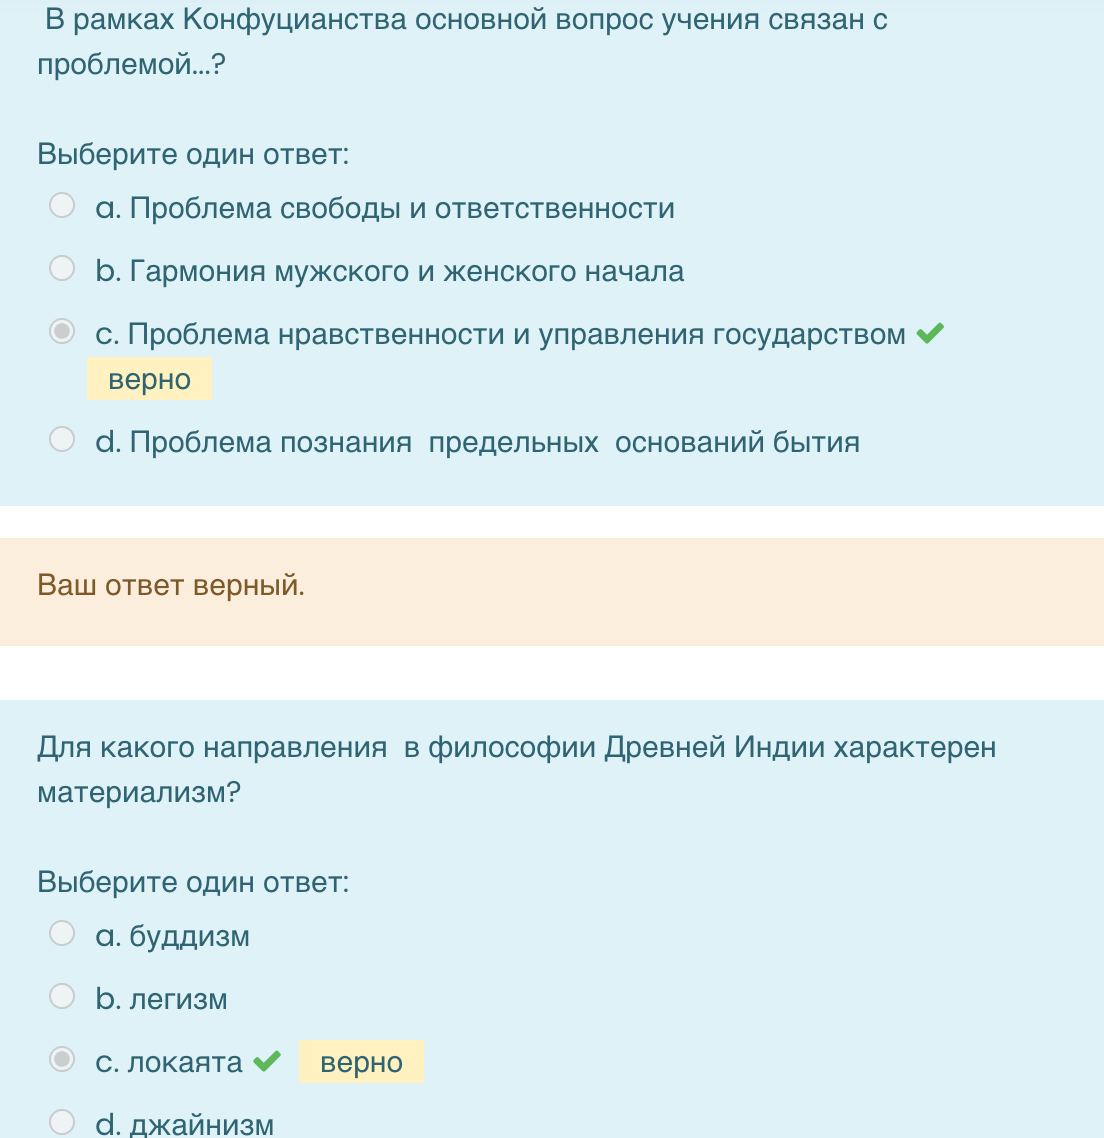 В рамках Конфуцианства основной вопрос учения связан с
проблемой...?
Выберите один ответ:
a. Проблема свободы и ответственности
b. Гармония мужского и женского начала
c. Проблема нравственности и управления государством
верно
d. Проблема познания предельных оснований бытия
Ваш ответ верный.
Для какого направления в философии Древней Индии характерен
материализм?
Выберите один ответ:
a. буддизм
b. легизм
c. локаята верно
d. джайнизм